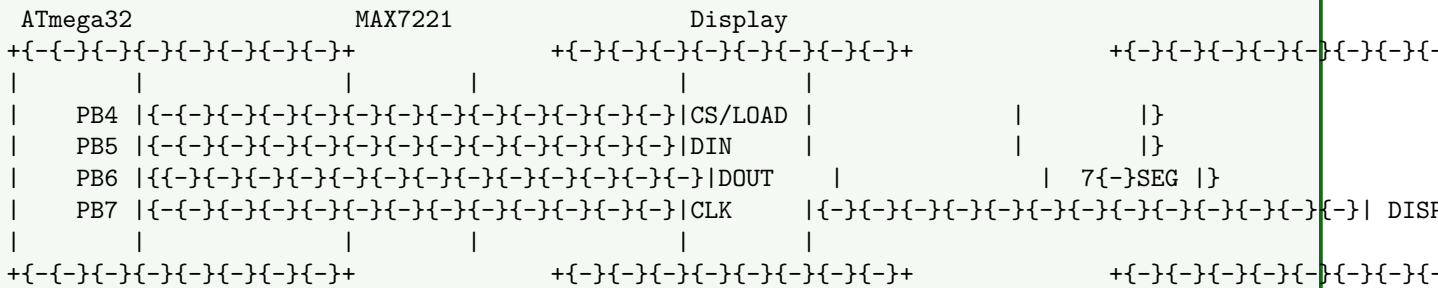 ATmega32                MAX7221                 Display
+{-{-}{-}{-}{-}{-}{-}{-}+              +{-}{-}{-}{-}{-}{-}{-}{-}+              +{-}{-}{-}{-}{-}{-}{-}{-
|        |              |        |              |        |
|    PB4 |{-{-}{-}{-}{-}{-}{-}{-}{-}{-}{-}{-}{-}|CS/LOAD |              |        |}
|    PB5 |{-{-}{-}{-}{-}{-}{-}{-}{-}{-}{-}{-}{-}|DIN     |              |        |}
|    PB6 |{{-}{-}{-}{-}{-}{-}{-}{-}{-}{-}{-}{-}{-}|DOUT    |              |  7{-}SEG |}
|    PB7 |{-{-}{-}{-}{-}{-}{-}{-}{-}{-}{-}{-}{-}|CLK     |{-}{-}{-}{-}{-}{-}{-}{-}{-}{-}{-}{-}{-}| DISP
|        |              |        |              |        |
+{-{-}{-}{-}{-}{-}{-}{-}+              +{-}{-}{-}{-}{-}{-}{-}{-}+              +{-}{-}{-}{-}{-}{-}{-}{-